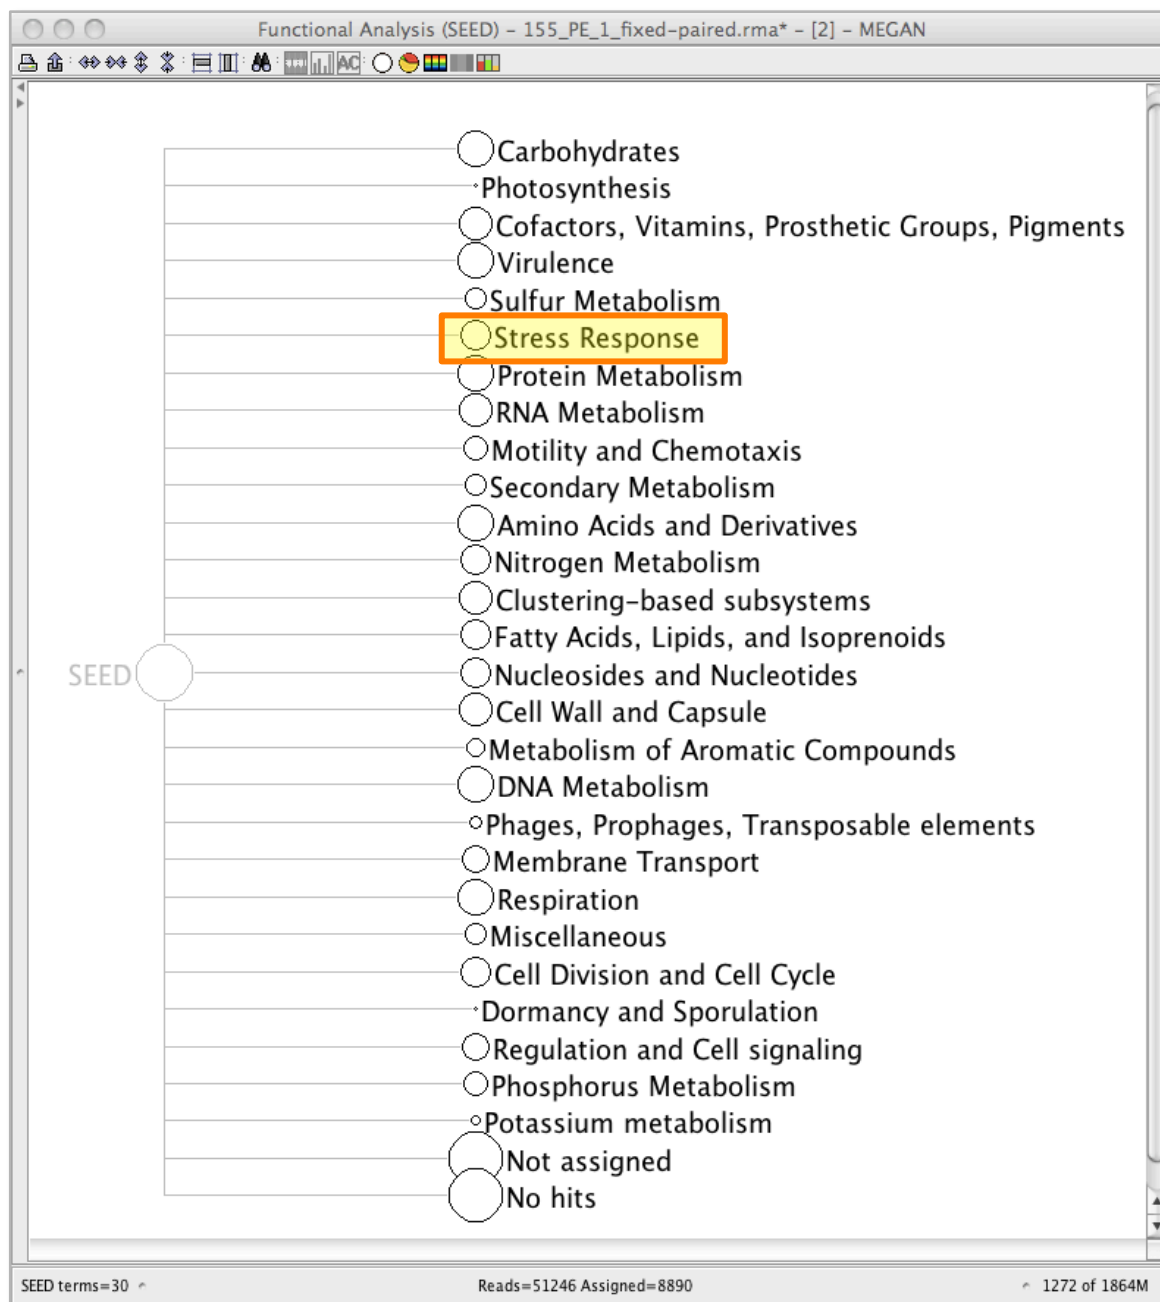 Functional Analysis (SEED) – 155_PE_1_fixed-paired.rma* – [2] – MEGAN
AC
Carbohydrates
Photosynthesis
Cofactors, Vitamins, Prosthetic Groups, Pigments
Virulence
Sulfur Metabolism
Stress Response
Protein Metabolism
RNA Metabolism
Motility and Chemotaxis
Secondary Metabolism
Amino Acids and Derivatives
Nitrogen Metabolism
Clustering–based subsystems
Fatty Acids, Lipids, and Isoprenoids
SEED Nucleosides and Nucleotides
Cell Wall and Capsule
Metabolism of Aromatic Compounds
DNA Metabolism
Phages, Prophages, Transposable elements
Membrane Transport
Respiration
Miscellaneous
Cell Division and Cell Cycle
Dormancy and Sporulation
Regulation and Cell signaling
Phosphorus Metabolism
Potassium metabolism
Not assigned
No hits
SEED terms=30 Reads=51246 Assigned=8890 1272 of 1864M